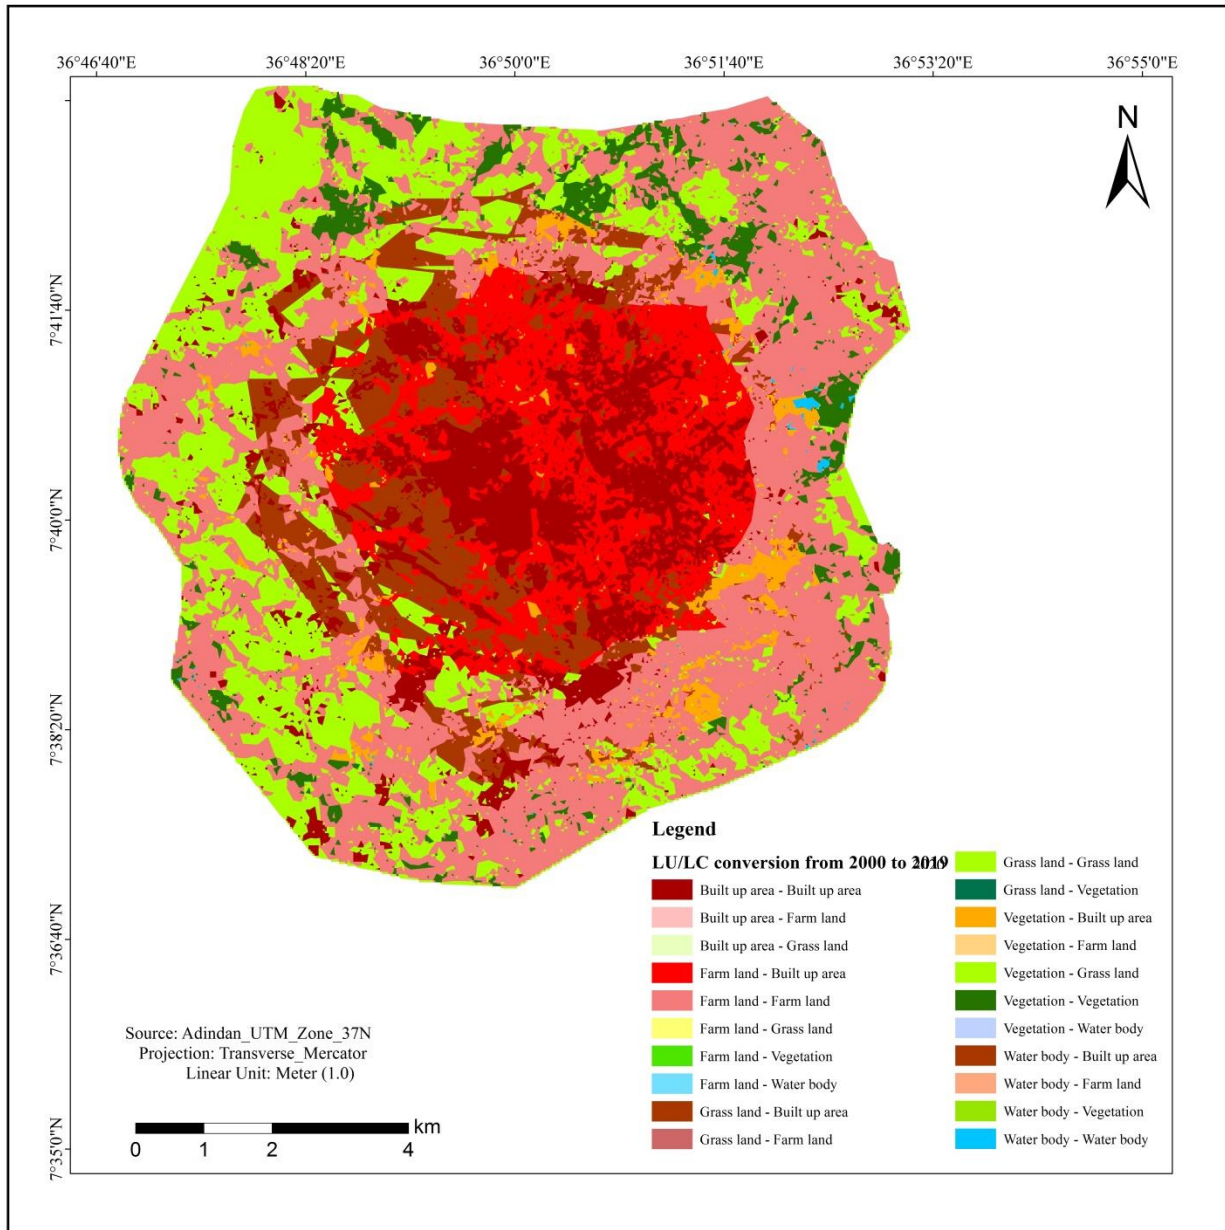 36°46'40"E 36°48'20"E 36°50'0"E 36°51'40"E 36°53'20"E 36°55'0"E
N
7°41'40"N
7°40'0"N
7°38'20"N
7°36'40"N
7°35'0"N
Legend
LU/LC conversion from 2000 to 2019
Built up area - Built up area
Built up area - Farm land
Built up area - Grass land
Farm land - Built up area
Farm land - Farm land
Farm land - Grass land
Farm land - Vegetation
Farm land - Water body
Grass land - Built up area
Grass land - Farm land
Grass land - Grass land
Grass land - Vegetation
Vegetation - Built up area
Vegetation - Farm land
Vegetation - Grass land
Vegetation - Vegetation
Vegetation - Water body
Water body - Built up area
Water body - Farm land
Water body - Vegetation
Water body - Water body
Source: Adindan_UTM_Zone_37N
Projection: Transverse_Mercator
Linear Unit: Meter (1.0)
km
0 1 2 4